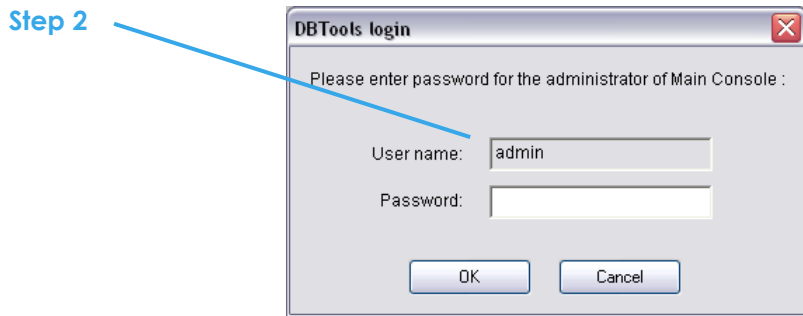 Step 2
DBTools login
Please enter password for the administrator of Main Console :
User name: admin
Password:
OK Cancel